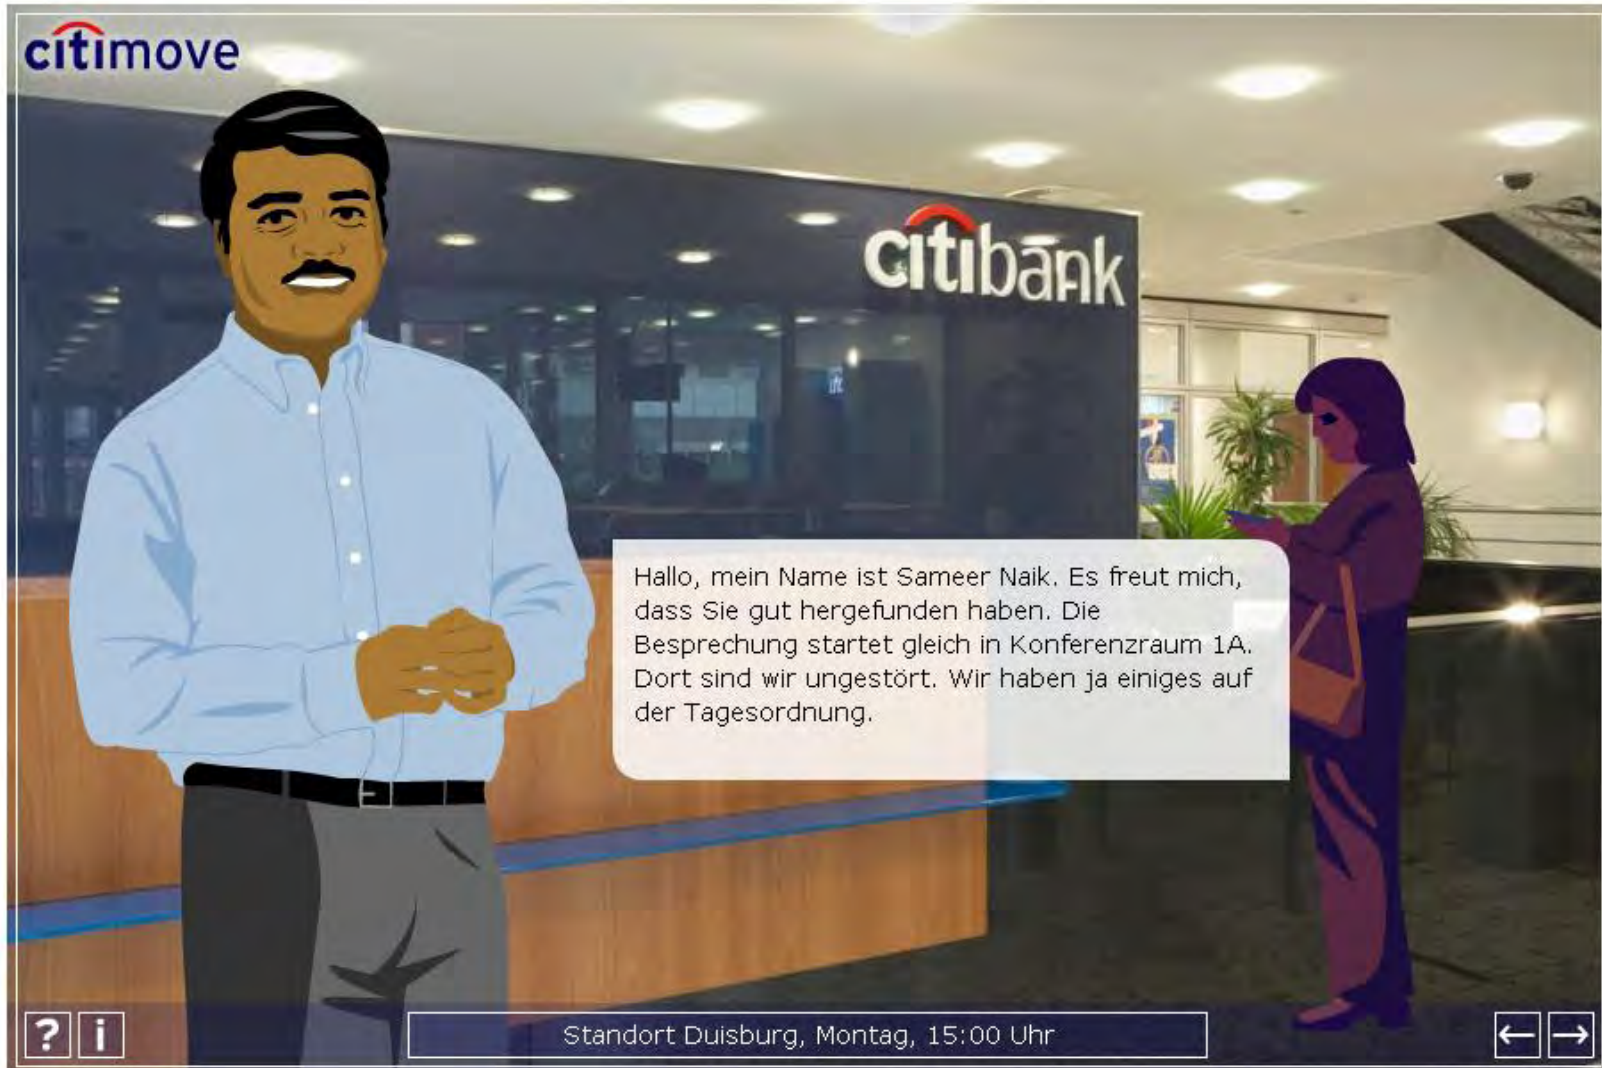 citimove
citibank
Hallo, mein Name ist Sameer Naik. Es freut mich,
dass Sie gut hergefunden haben. Die
Besprechung startet gleich in Konferenzraum 1A.
Dort sind wir ungestört. Wir haben ja einiges auf
der Tagesordnung.
? i
Standort Duisburg, Montag, 15:00 Uhr
← →